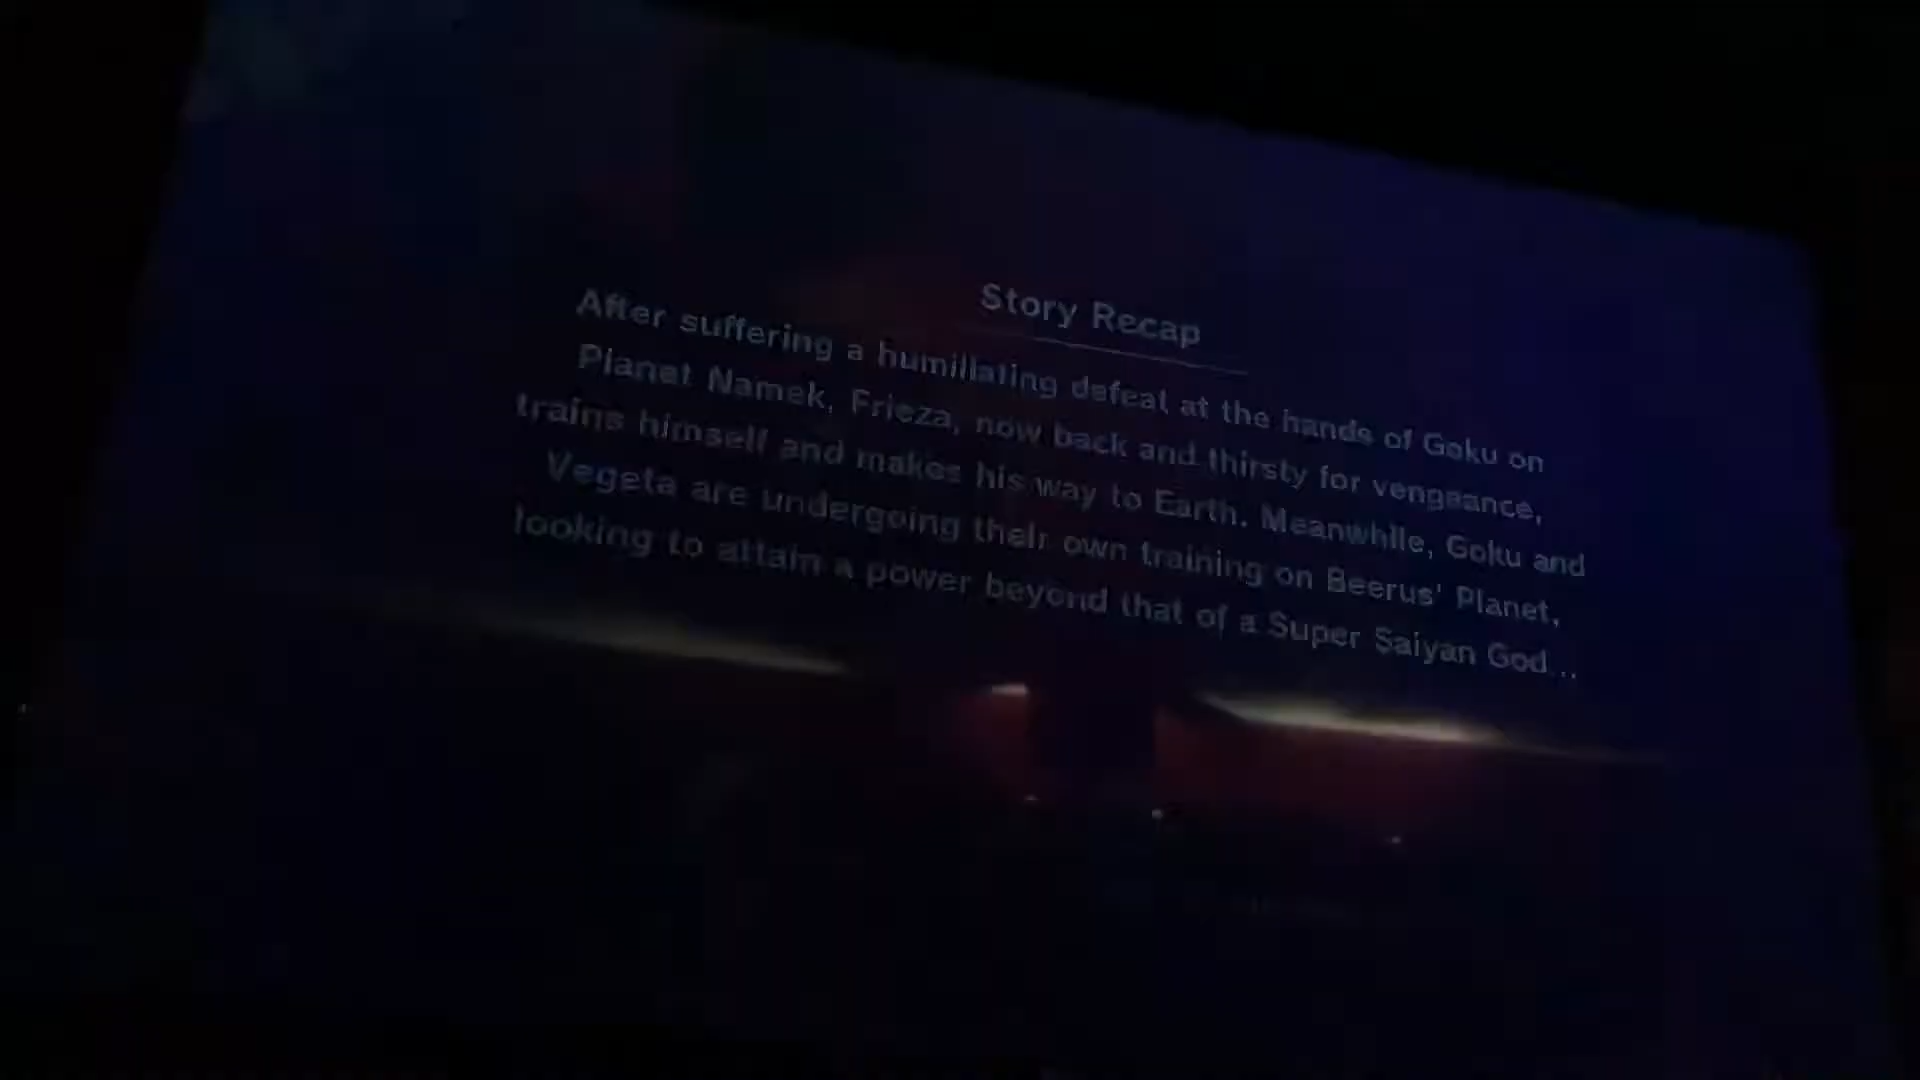 Story Recap
After suffering a humiliating defeat at the hands of Goku on
Planet Namek, Frieza, now back and thirsty for vengeance,
trains himself and makes his way to Earth. Meanwhile, Goku and
Vegeta are undergoing their own training on Beerus' Planet,
looking to attain a power beyond that of a Super Saiyan God...